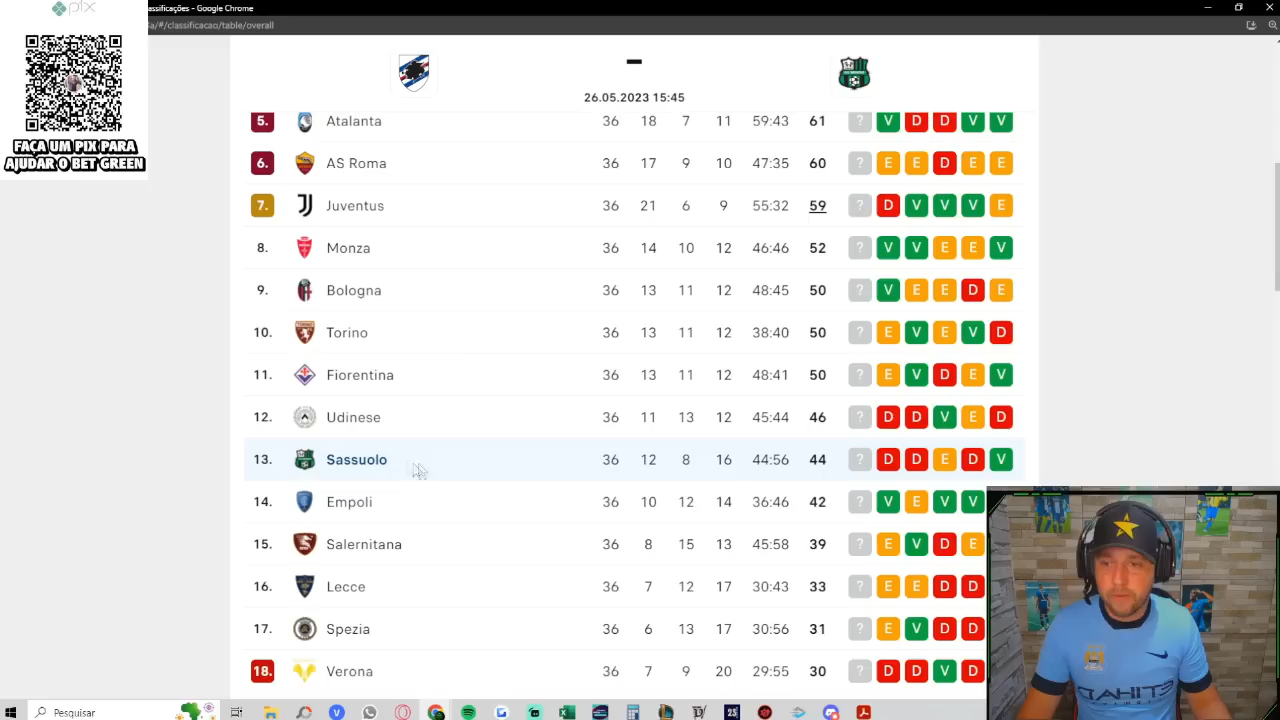 pix
assificações - Google Chrome
a/#/classificacao/table/overall
FAÇA UM PIX PARA
AJUDAR O BET GREEN
-
26.05.2023 15:45
5. Atalanta 36 18 7 11 59:43 61 ? V D D V V
6. AS Roma 36 17 9 10 47:35 60 ? E E D E E
7. Juventus 36 21 6 9 55:32 59 ? D V V V E
8. Monza 36 14 10 12 46:46 52 ? V V E E V
9. Bologna 36 13 11 12 48:45 50 ? V E E D E
10. Torino 36 13 11 12 38:40 50 ? E V E V D
11. Fiorentina 36 13 11 12 48:41 50 ? E V D E V
12. Udinese 36 11 13 12 45:44 46 ? D D V E D
13. Sassuolo 36 12 8 16 44:56 44 ? D D E D V
14. Empoli 36 10 12 14 36:46 42 ? V E V V
15. Salernitana 36 8 15 13 45:58 39 ? E V D E
16. Lecce 36 7 12 17 30:43 33 ? E E D D
17. Spezia 36 6 13 17 30:56 31 ? E V D D
18. Verona 36 7 9 20 29:55 30 ? D D V D
Pesquisar